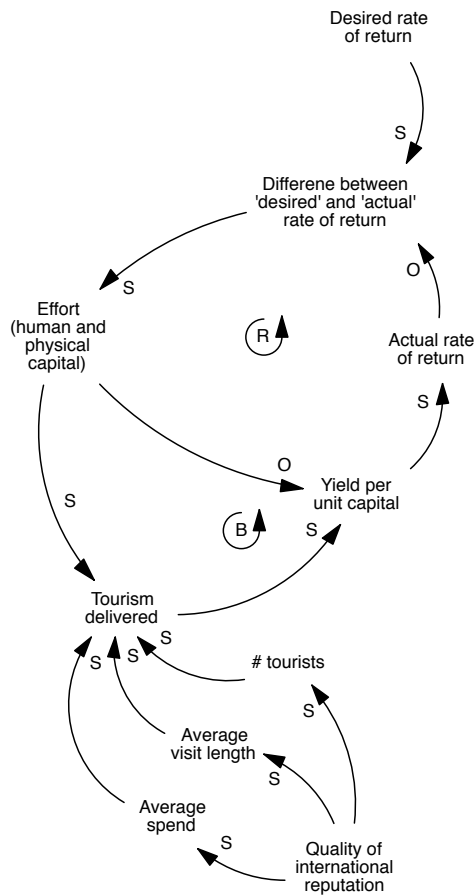 Desired rate
of return
S
Differene between
'desired' and 'actual'
rate of return
S
O
Effort
(human and
physical
capital)
R
Actual rate
of return
S
O
S
Yield per
unit capital
B
S
Tourism
delivered
S
S
S
# tourists
S
Average
visit length
S
Average
spend
S
Quality of
international
reputation